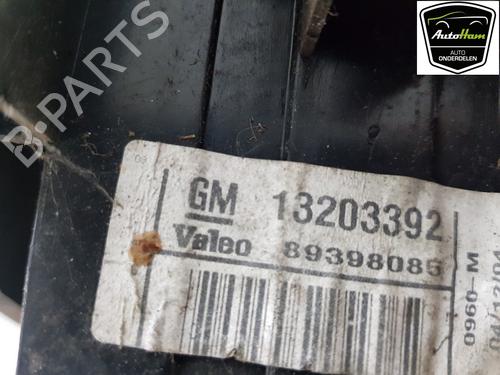 AutoHam
AUTO
ONDERDELEN
B-PARTS
GM 13203392
Valeo 89398085
0960-M